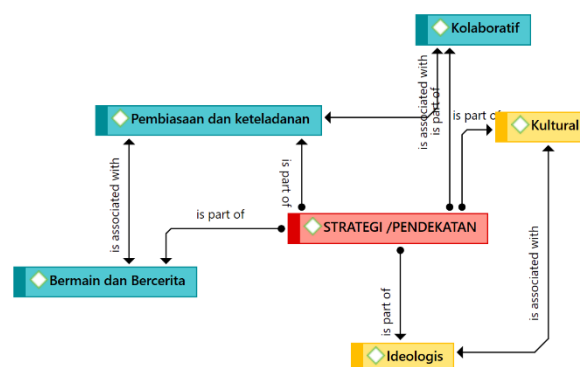 Kolaboratif
is associated with
is part of
is part of
Pembiasaan dan keteladanan
Kultural
is associated with
is part of
is part of
STRATEGI /PENDEKATAN
Bermain dan Bercerita
is part of
is associated with
Ideologis